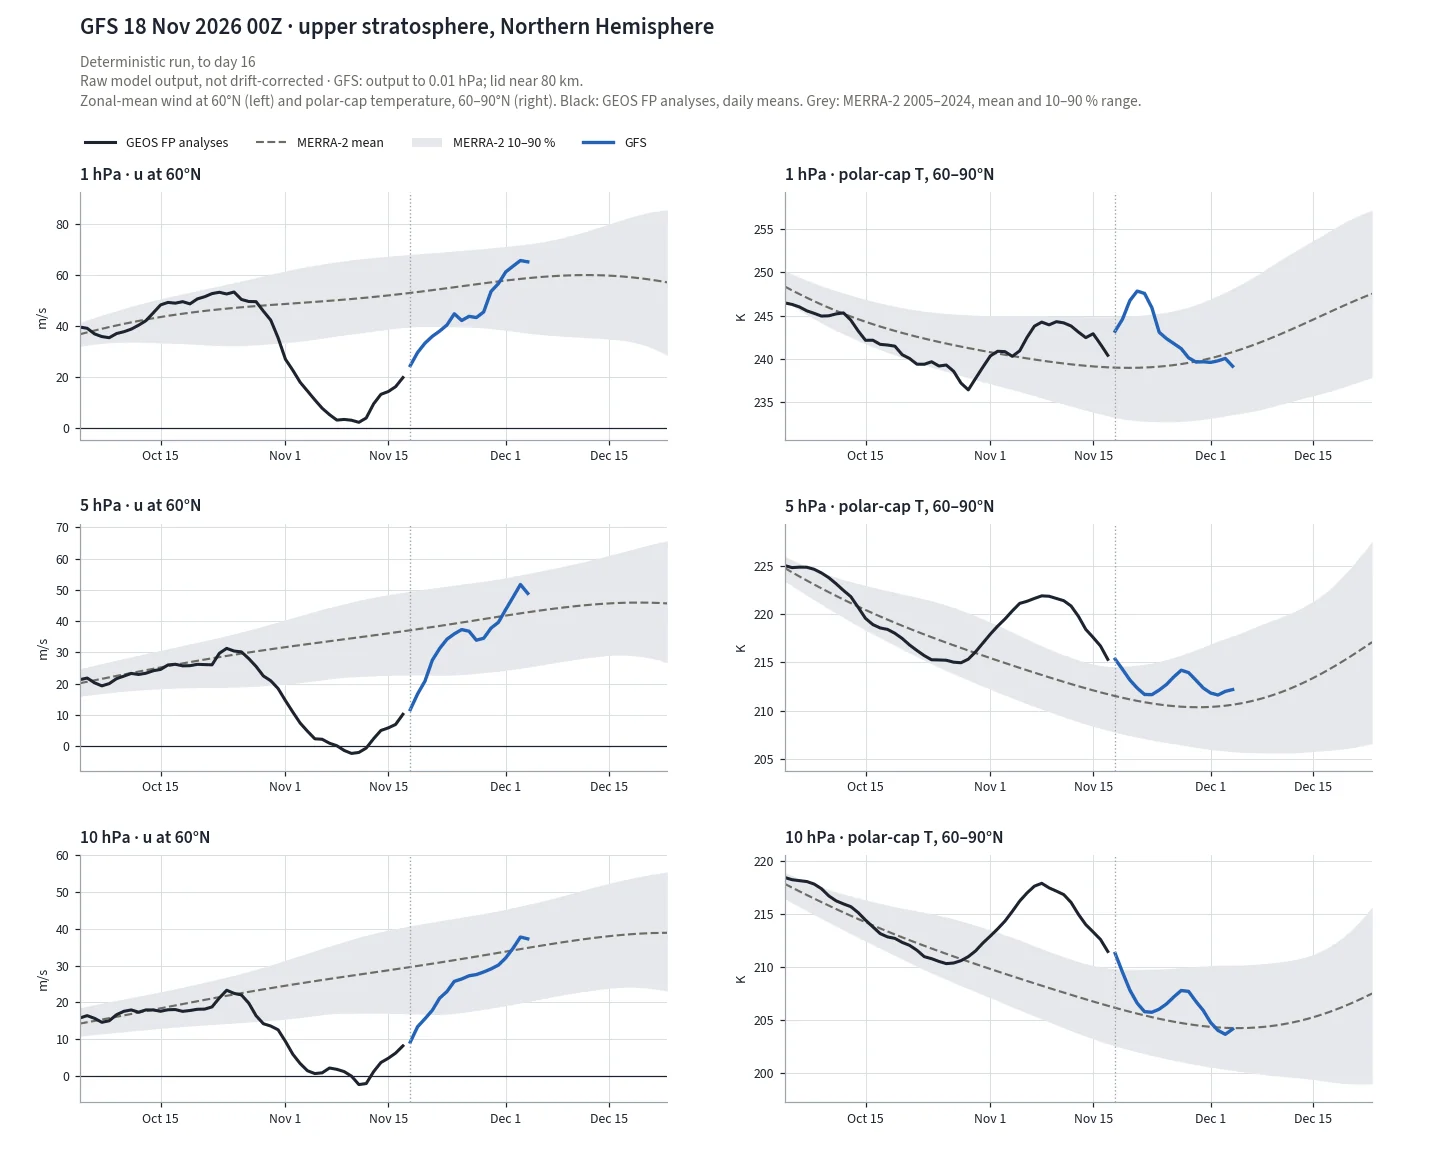 GFS 18 Nov 2026 00Z · upper stratosphere, Northern Hemisphere
Deterministic run, to day 16
Raw model output, not drift-corrected · GFS: output to 0.01 hPa; lid near 80 km.
Zonal-mean wind at 60°N (left) and polar-cap temperature, 60–90°N (right). Black: GEOS FP analyses, daily means. Grey: MERRA-2 2005–2024, mean and 10–90 % range.
GEOS FP analyses MERRA-2 mean MERRA-2 10–90 % GFS
1 hPa · u at 60°N
m/s
80
60
40
20
0
Oct 15 Nov 1 Nov 15 Dec 1 Dec 15
1 hPa · polar-cap T, 60–90°N
K
255
250
245
240
235
Oct 15 Nov 1 Nov 15 Dec 1 Dec 15
5 hPa · u at 60°N
m/s
70
60
50
40
30
20
10
0
Oct 15 Nov 1 Nov 15 Dec 1 Dec 15
5 hPa · polar-cap T, 60–90°N
K
225
220
215
210
205
Oct 15 Nov 1 Nov 15 Dec 1 Dec 15
10 hPa · u at 60°N
m/s
60
50
40
30
20
10
0
Oct 15 Nov 1 Nov 15 Dec 1 Dec 15
10 hPa · polar-cap T, 60–90°N
K
220
215
210
205
200
Oct 15 Nov 1 Nov 15 Dec 1 Dec 15